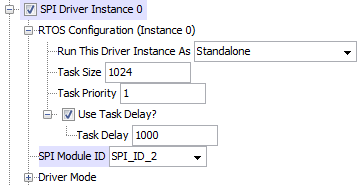 SPI Driver Instance 0
RTOS Configuration (Instance 0)
Run This Driver Instance As Standalone
Task Size 1024
Task Priority 1
Use Task Delay?
Task Delay 1000
SPI Module ID SPI_ID_2
Driver Mode